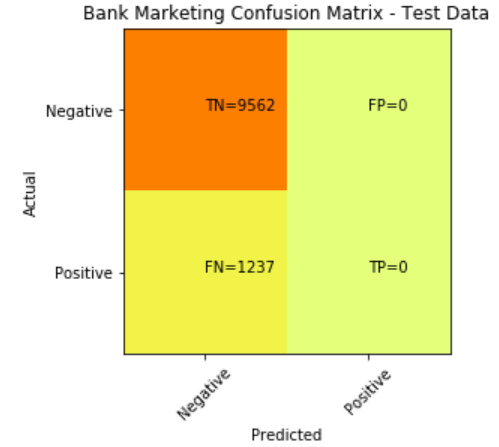 Bank Marketing Confusion Matrix - Test Data
Negative
TN=9562
FP=0
Actual
Positive
FN=1237
TP=0
Negative
Positive
Predicted